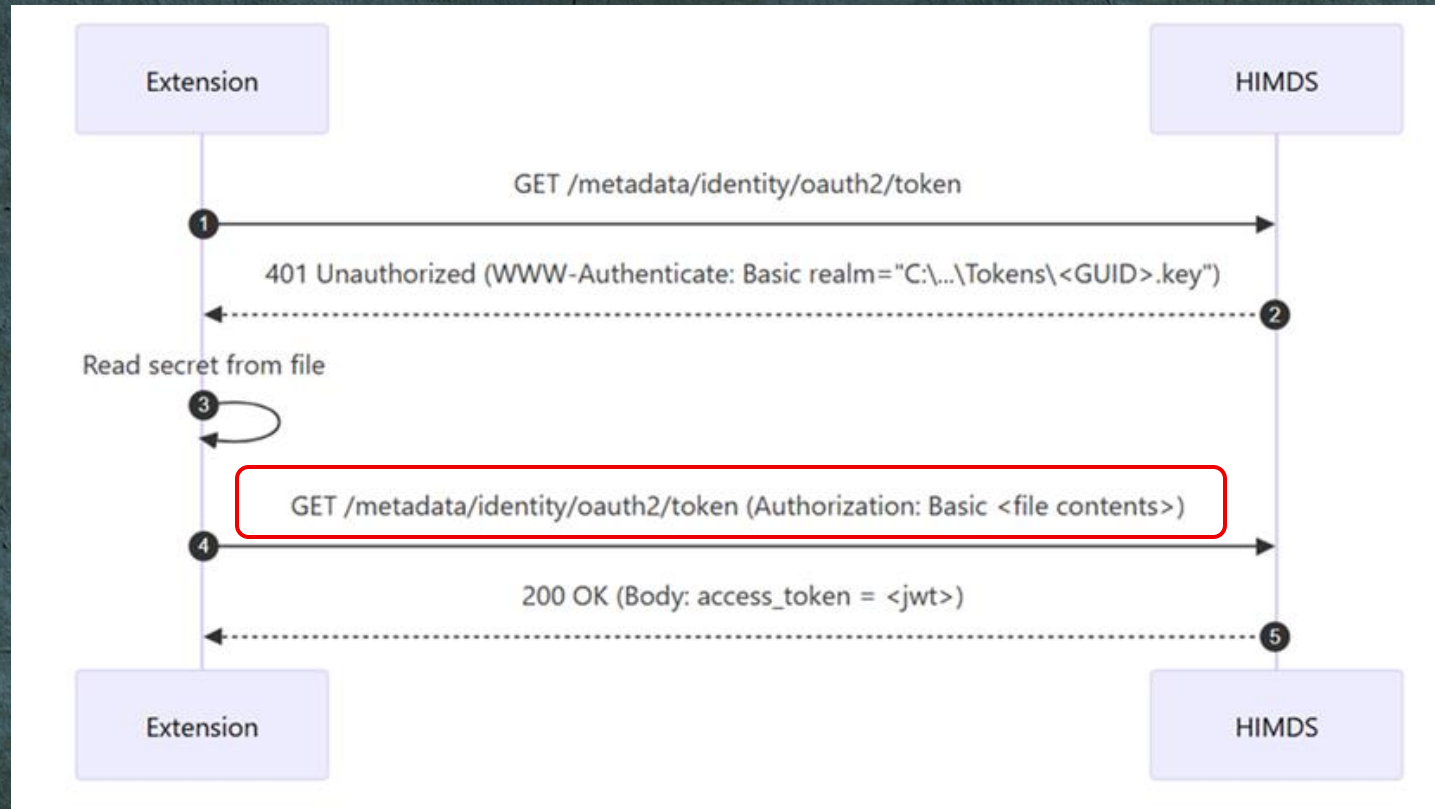 Extension
HIMDS
GET /metadata/identity/oauth2/token
1
401 Unauthorized (WWW-Authenticate: Basic realm="C:\...\Tokens\<GUID>.key")
2
Read secret from file
3
GET /metadata/identity/oauth2/token (Authorization: Basic <file contents>)
4
200 OK (Body: access_token = <jwt>)
5
Extension
HIMDS